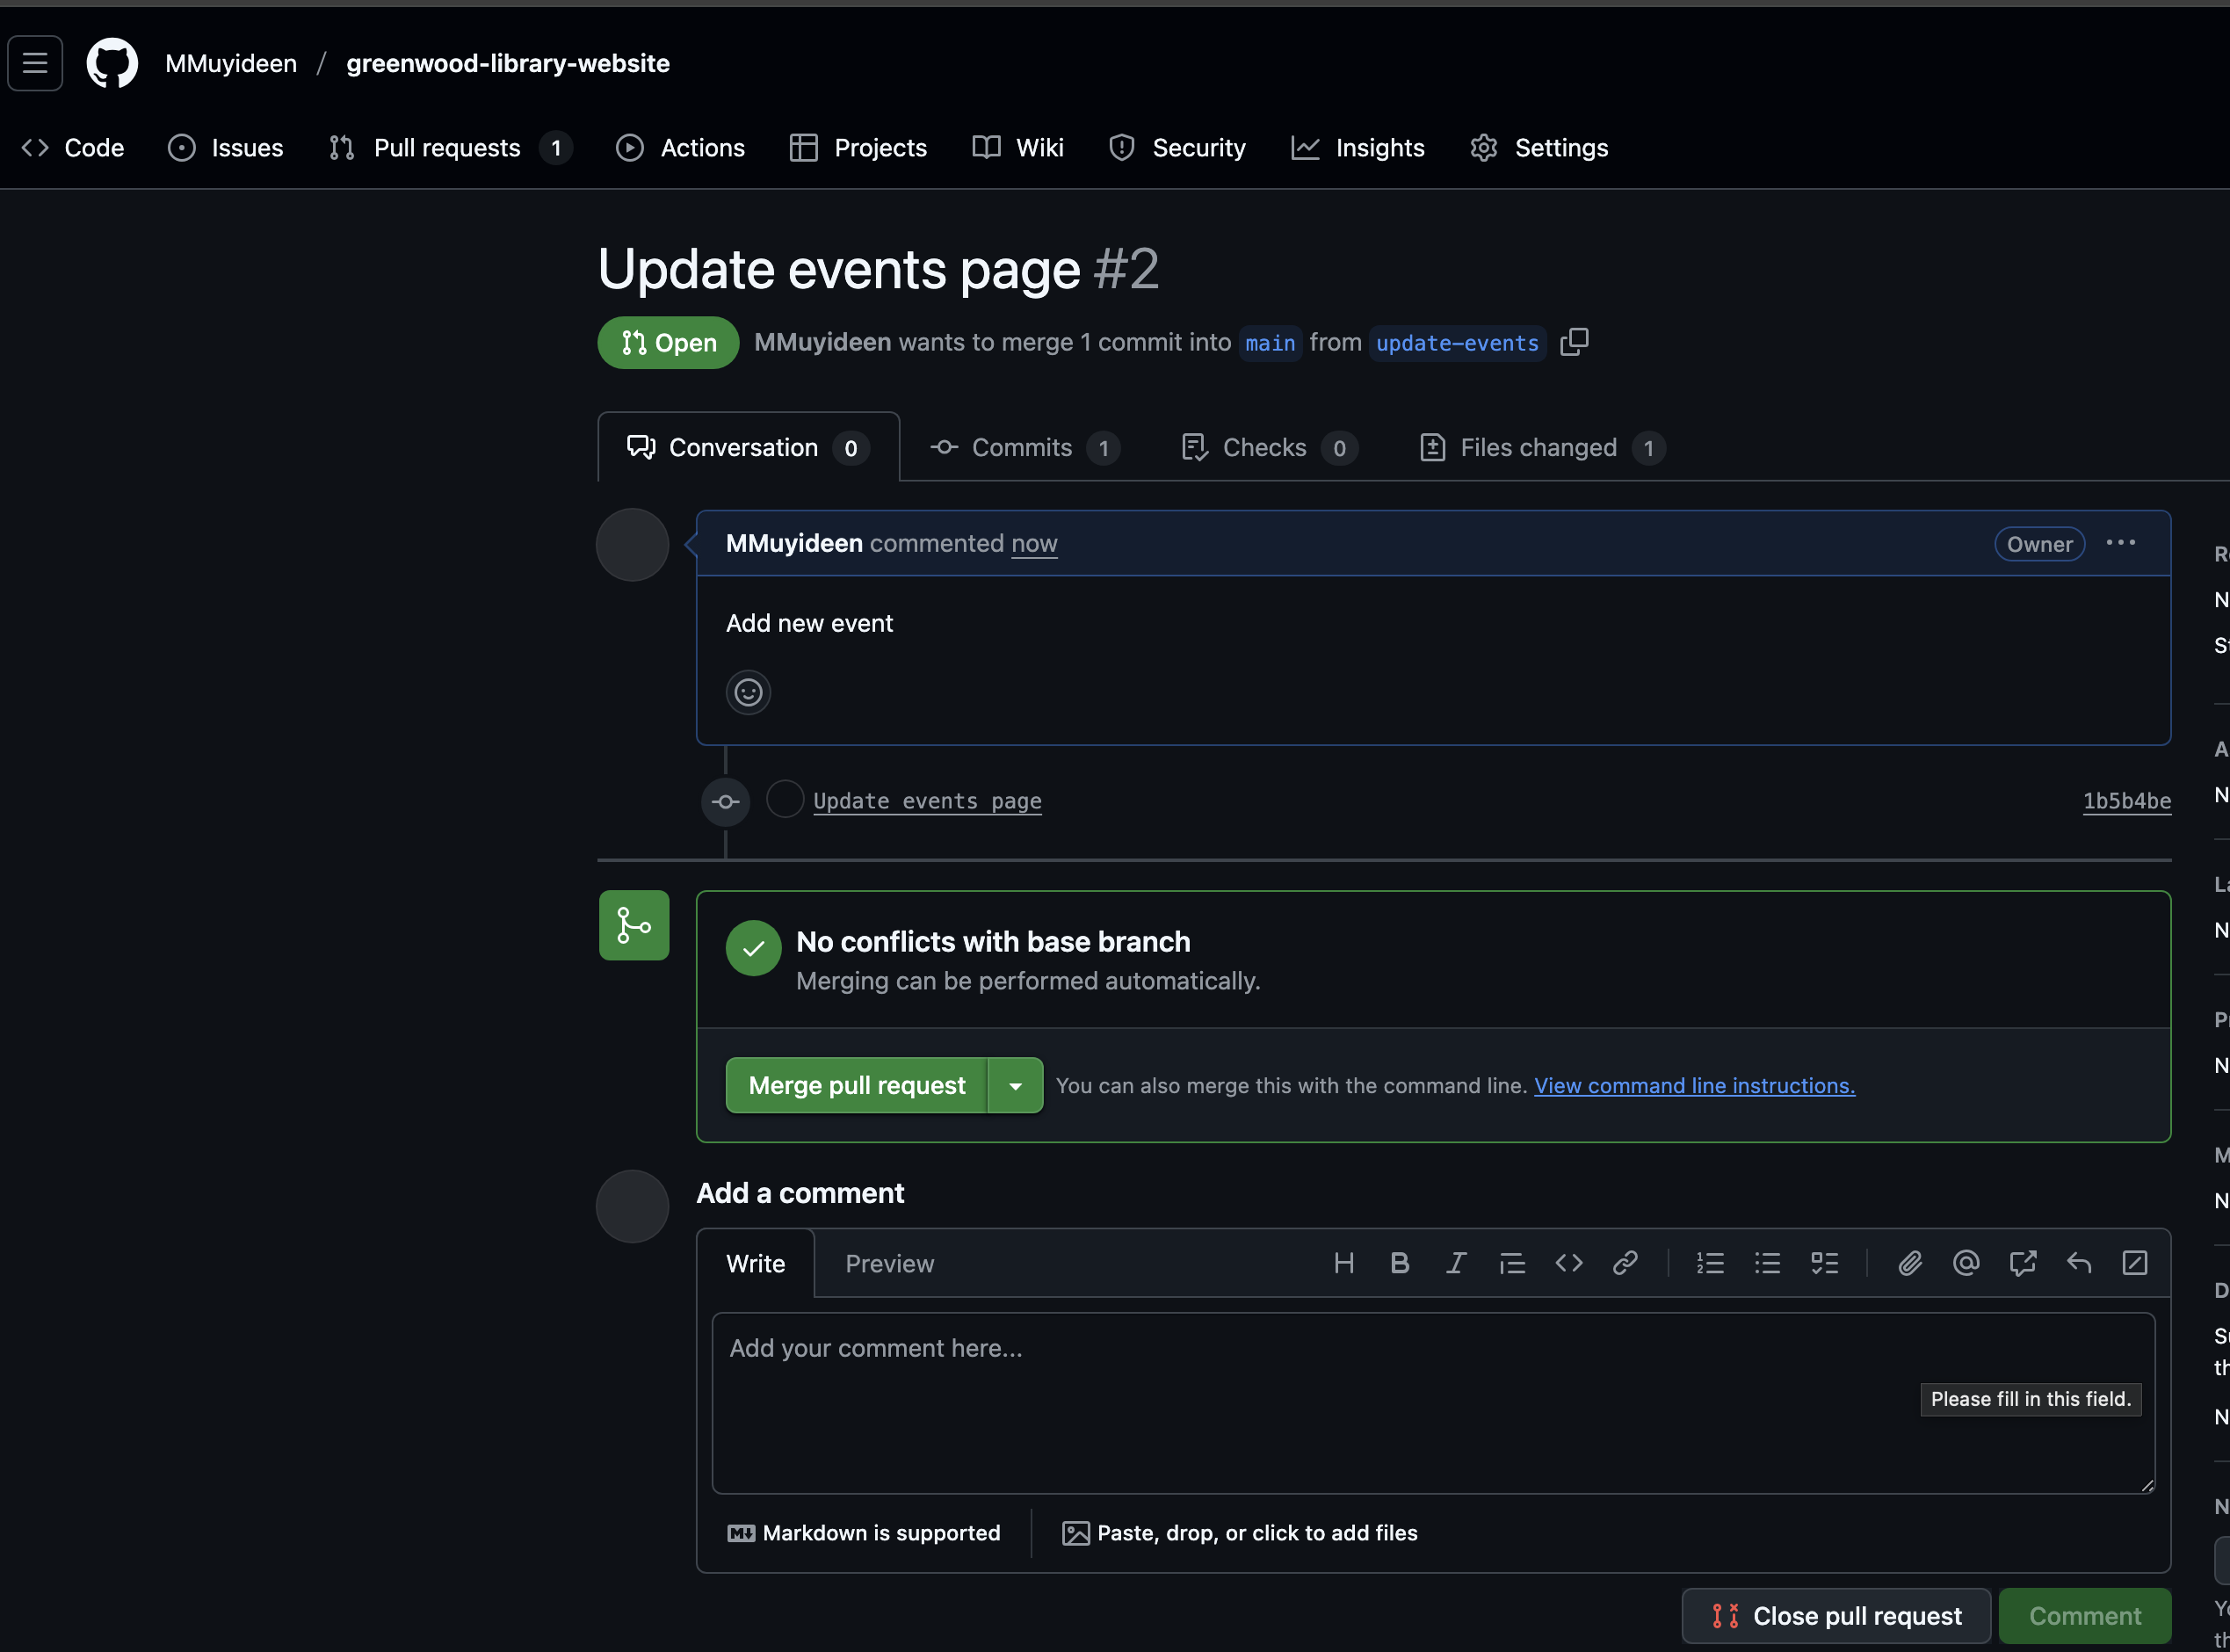 MMuyideen / greenwood-library-website
Code Issues Pull requests 1 Actions Projects Wiki Security Insights Settings
Update events page #2
Open MMuyideen wants to merge 1 commit into main from update-events
Conversation 0 Commits 1 Checks 0 Files changed 1
MMuyideen commented now Owner
Add new event
Update events page 1b5b4be
No conflicts with base branch
Merging can be performed automatically.
Merge pull request You can also merge this with the command line. View command line instructions.
Add a comment
Write Preview
Add your comment here...
Please fill in this field.
Markdown is supported Paste, drop, or click to add files
Close pull request Comment